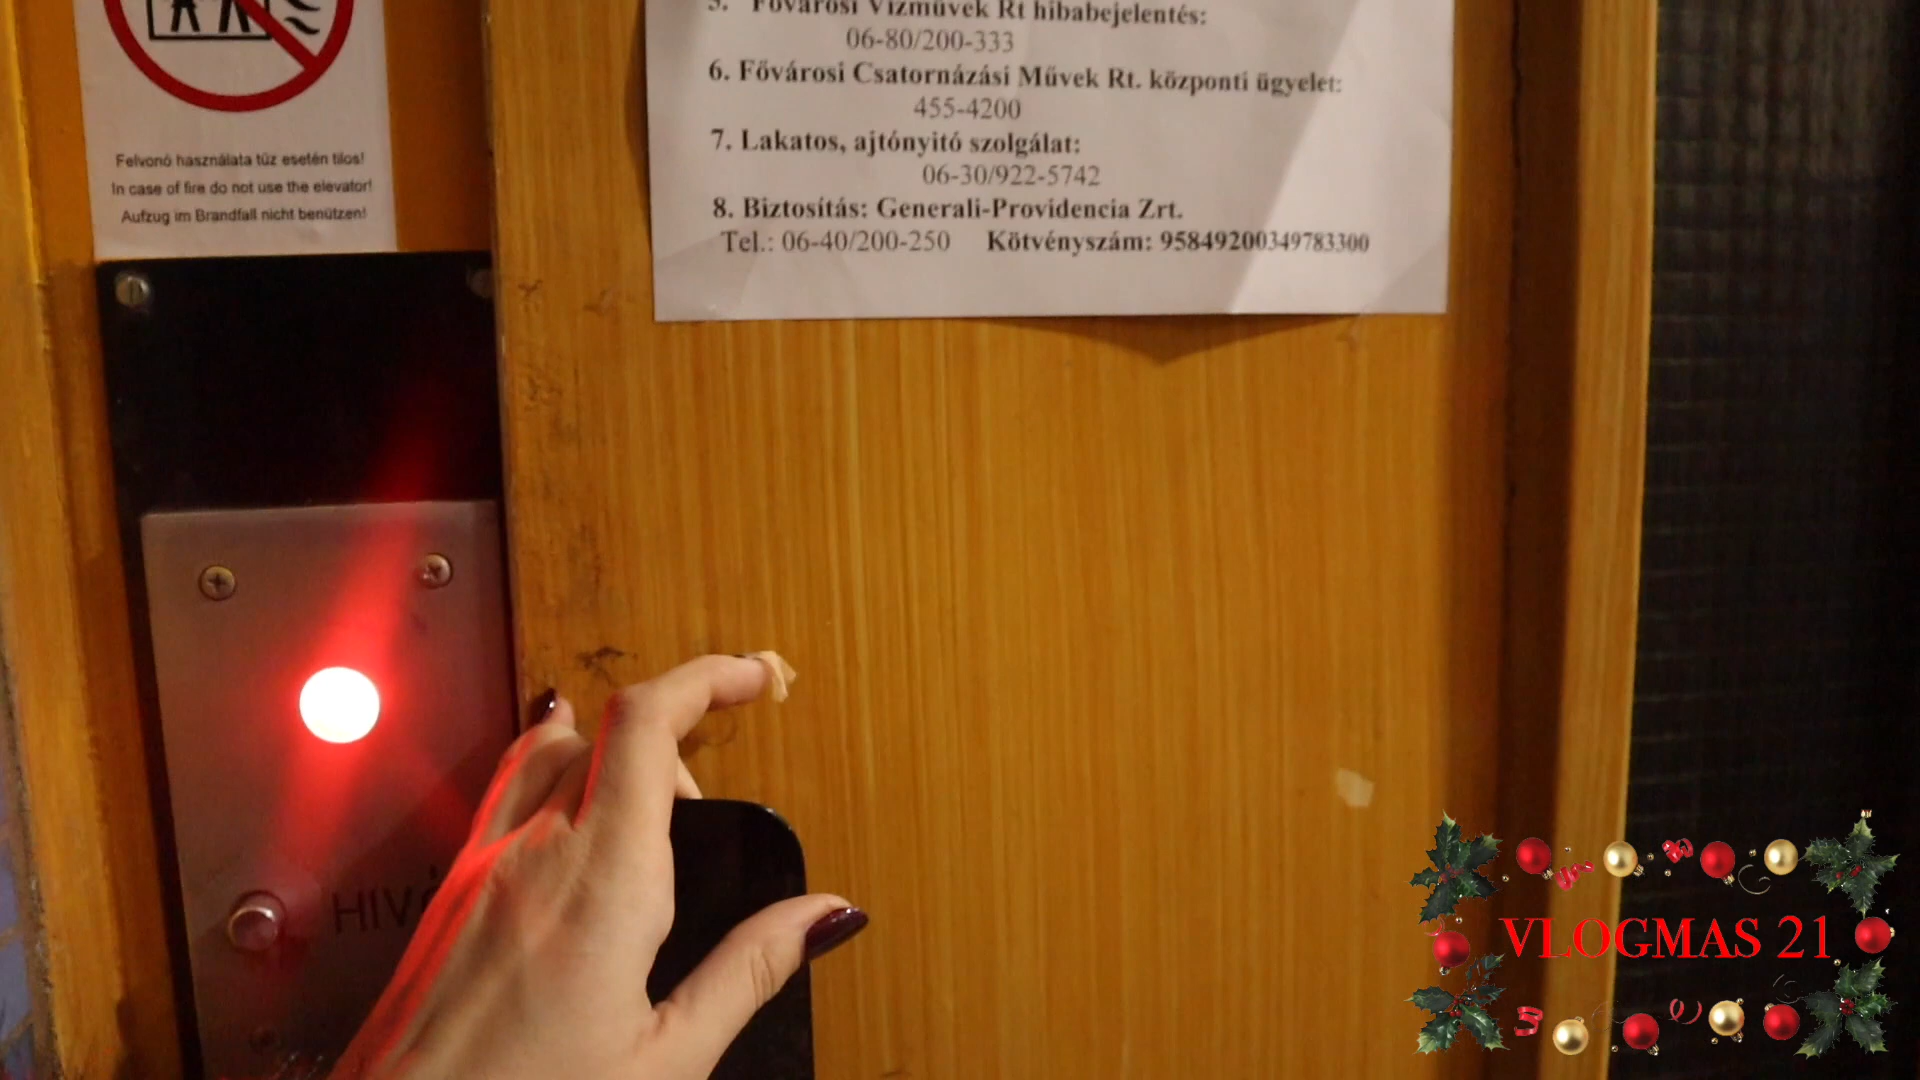 5. Fővárosi Vízművek Rt hibabejelentés:
06-80/200-333
6. Fővárosi Csatornázási Művek Rt. központi ügyelet:
455-4200
7. Lakatos, ajtónyitó szolgálat:
06-30/922-5742
8. Biztosítás: Generali-Providencia Zrt.
Tel.: 06-40/200-250 Kötvényszám: 95849200349783300
Felvonó használata tűz esetén tilos!
In case of fire do not use the elevator!
Aufzug im Brandfall nicht benützen!
VLOGMAS 21